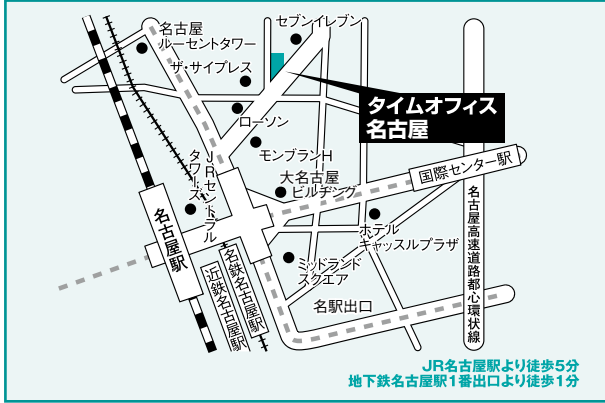 セブンイレブン
名古屋
ルーセントタワー
ザ・サイプレス
タイムオフィス
名古屋
ローソン
モンブランH
JRセントラル
タワーズ
大名古屋
ビルヂング
国際センター駅
名古屋駅
ホテル
キャッスルプラザ
名古屋高速道路都心環状線
ミッドランド
スクエア
名鉄名古屋駅
近鉄名古屋駅
名駅出口
JR名古屋駅より徒歩5分
地下鉄名古屋駅1番出口より徒歩1分